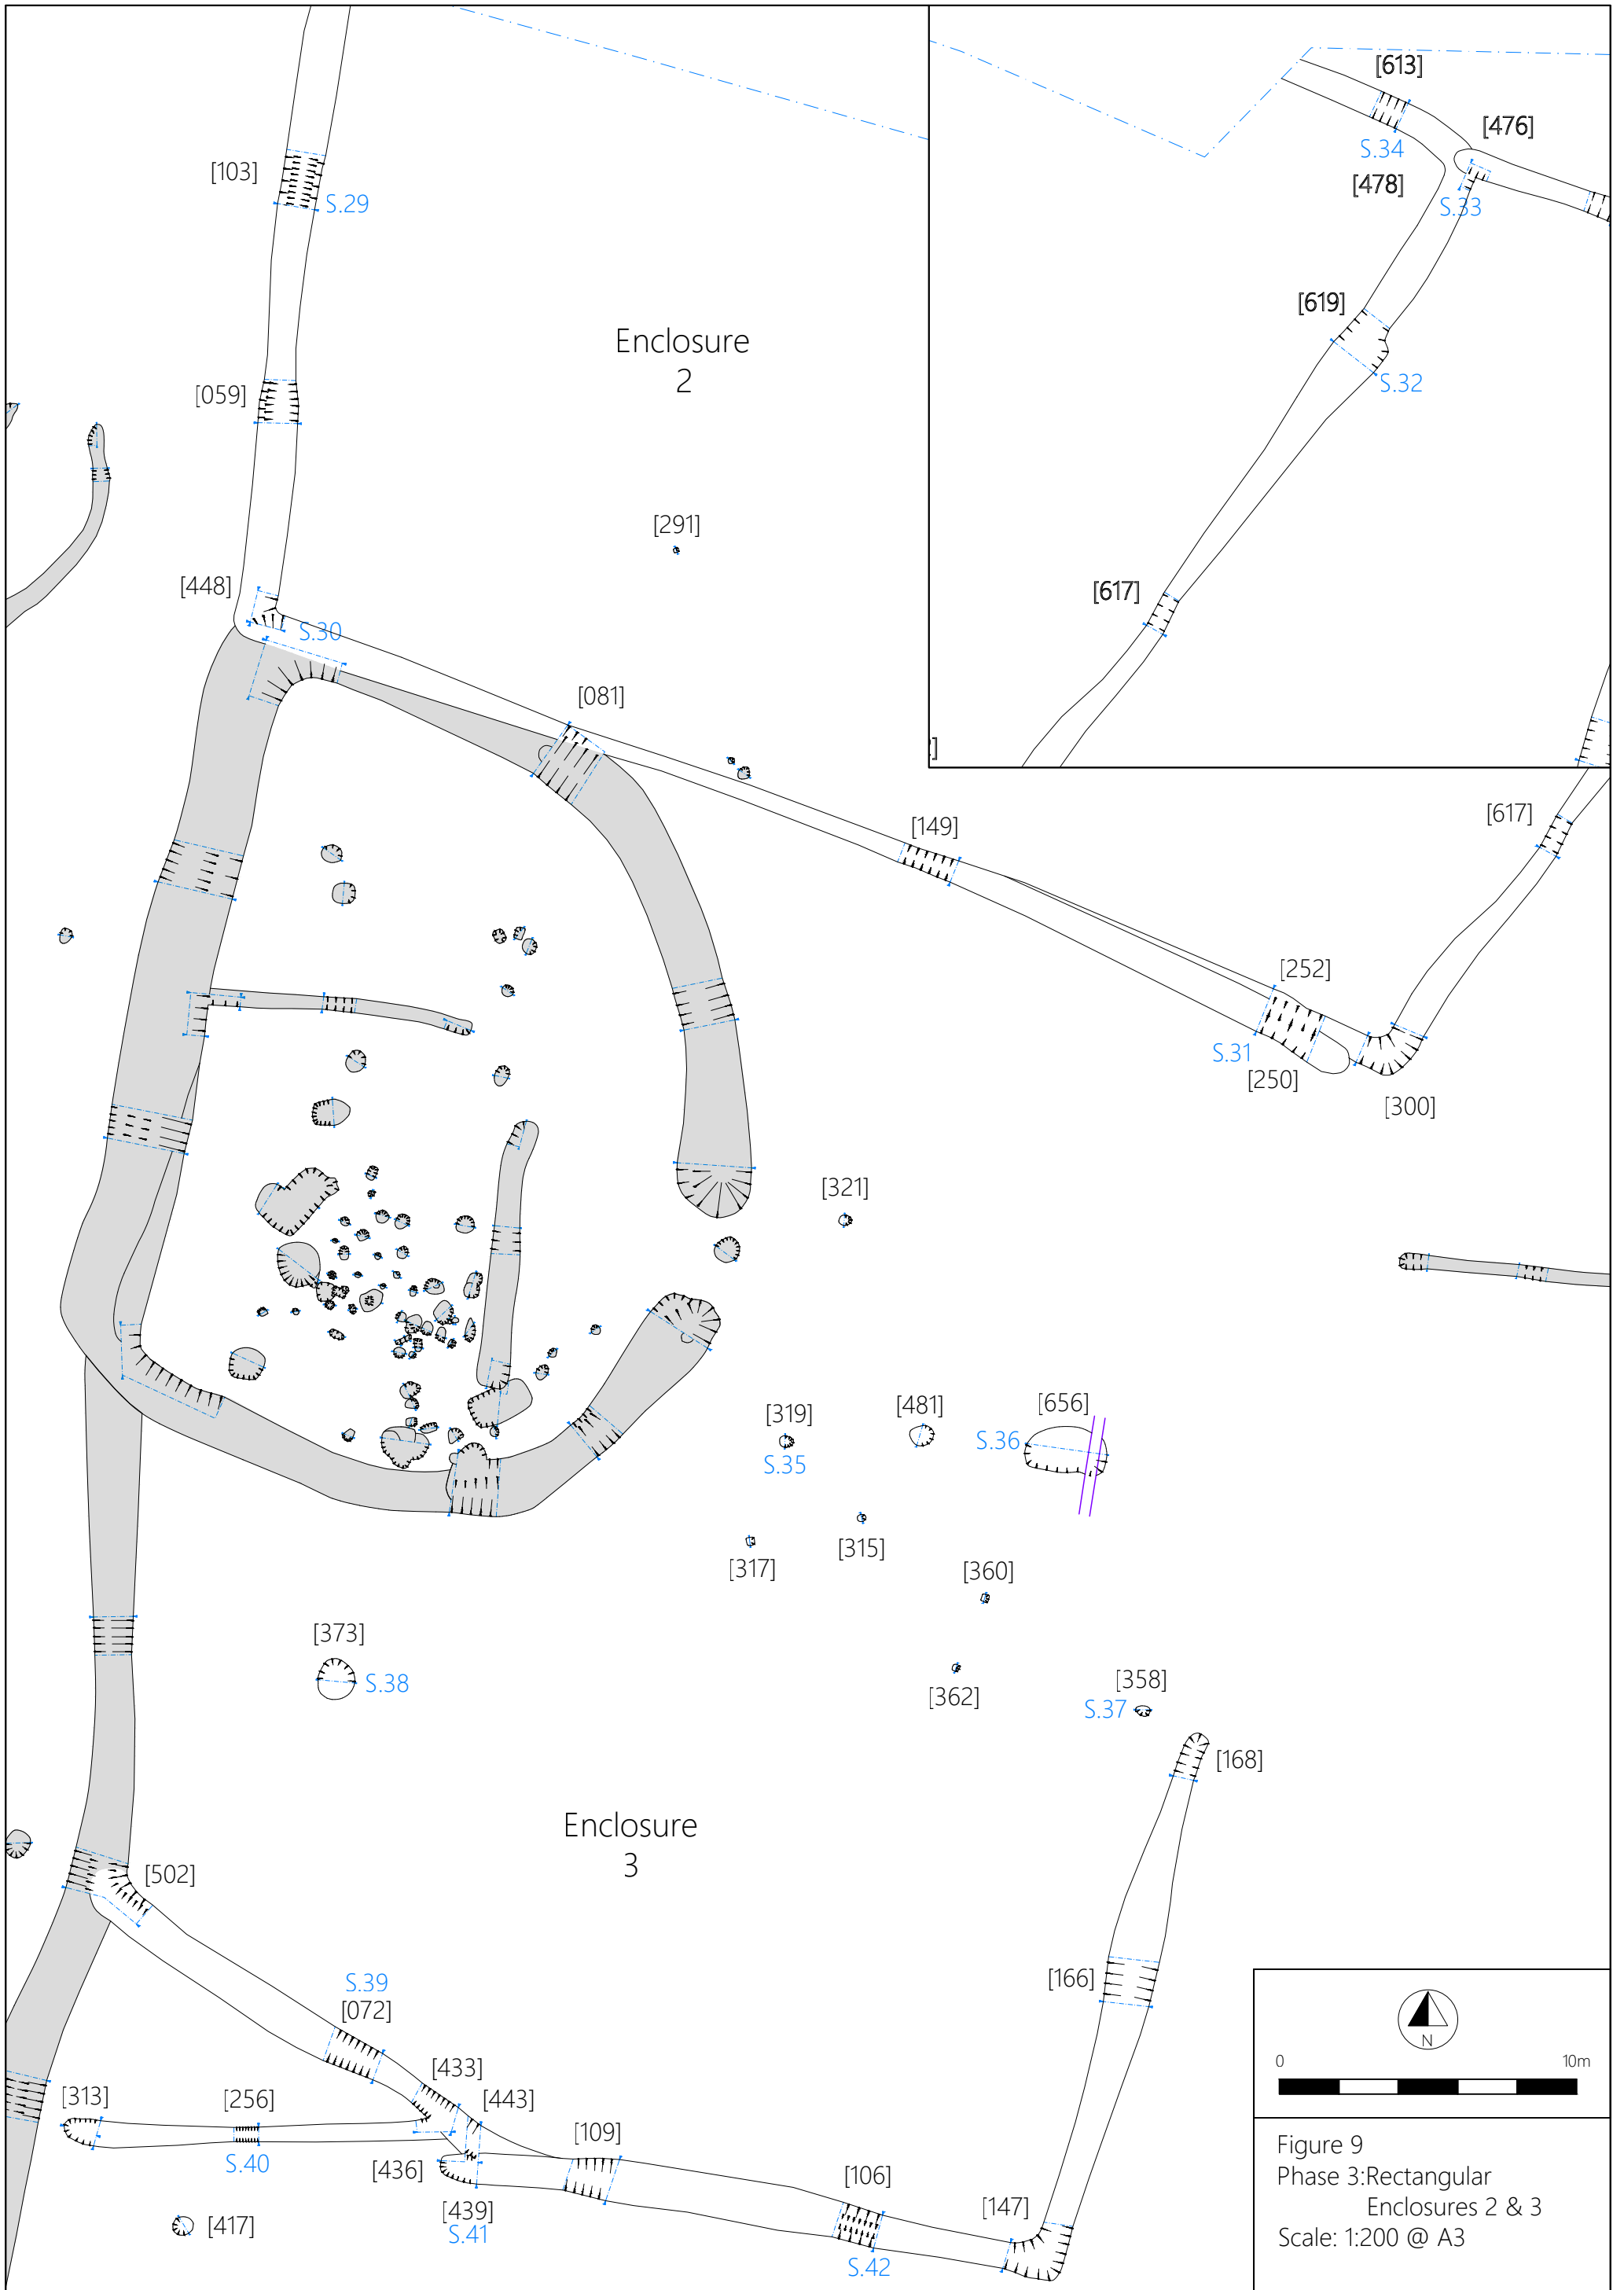 [613]
[476]
S.34
[103]
[478]
S.29
S.33
[619]
Enclosure
2
S.32
[059]
[291]
[448]
[617]
S.30
[081]
]
[617]
[149]
[252]
S.31
[250]
[300]
[321]
[656]
[481]
[319]
S.36
S.35
[315]
[317]
[360]
[373]
S.38
[358]
[362]
S.37
[168]
Enclosure
3
[502]
[166]
S.39
[072]
N
0 10m
[433]
[313]
[256]
[443]
[109]
Figure 9
S.40
[436]
Phase 3:Rectangular
[106]
Enclosures 2 & 3
[439]
[147]
[417]
S.41
Scale: 1:200 @ A3
S.42